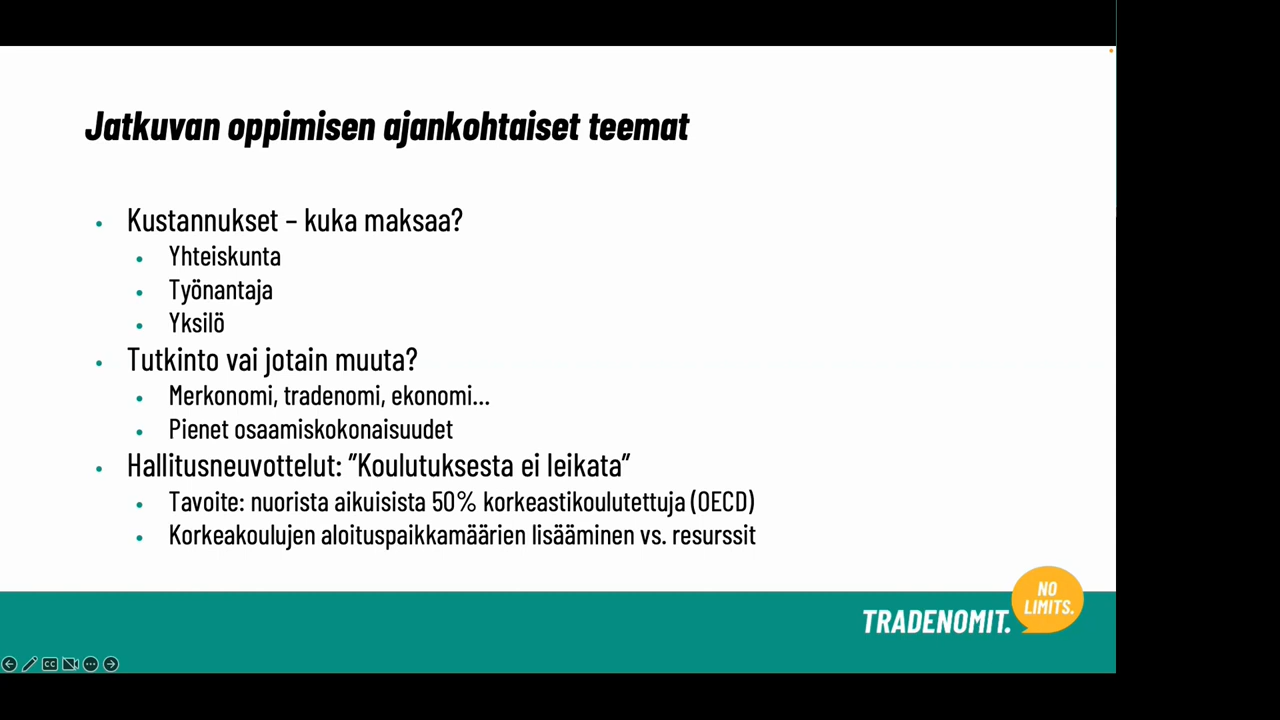 Jatkuvan oppimisen ajankohtaiset teemat
• Kustannukset – kuka maksaa?
• Yhteiskunta
• Työnantaja
• Yksilö
• Tutkinto vai jotain muuta?
• Merkonomi, tradenomi, ekonomi...
• Pienet osaamiskokonaisuudet
• Hallitusneuvottelut: ”Koulutuksesta ei leikata”
• Tavoite: nuorista aikuisista 50% korkeastikoulutettuja (OECD)
• Korkeakoulujen aloituspaikkamäärien lisääminen vs. resurssit
NO
LIMITS.
TRADENOMIT.
CC